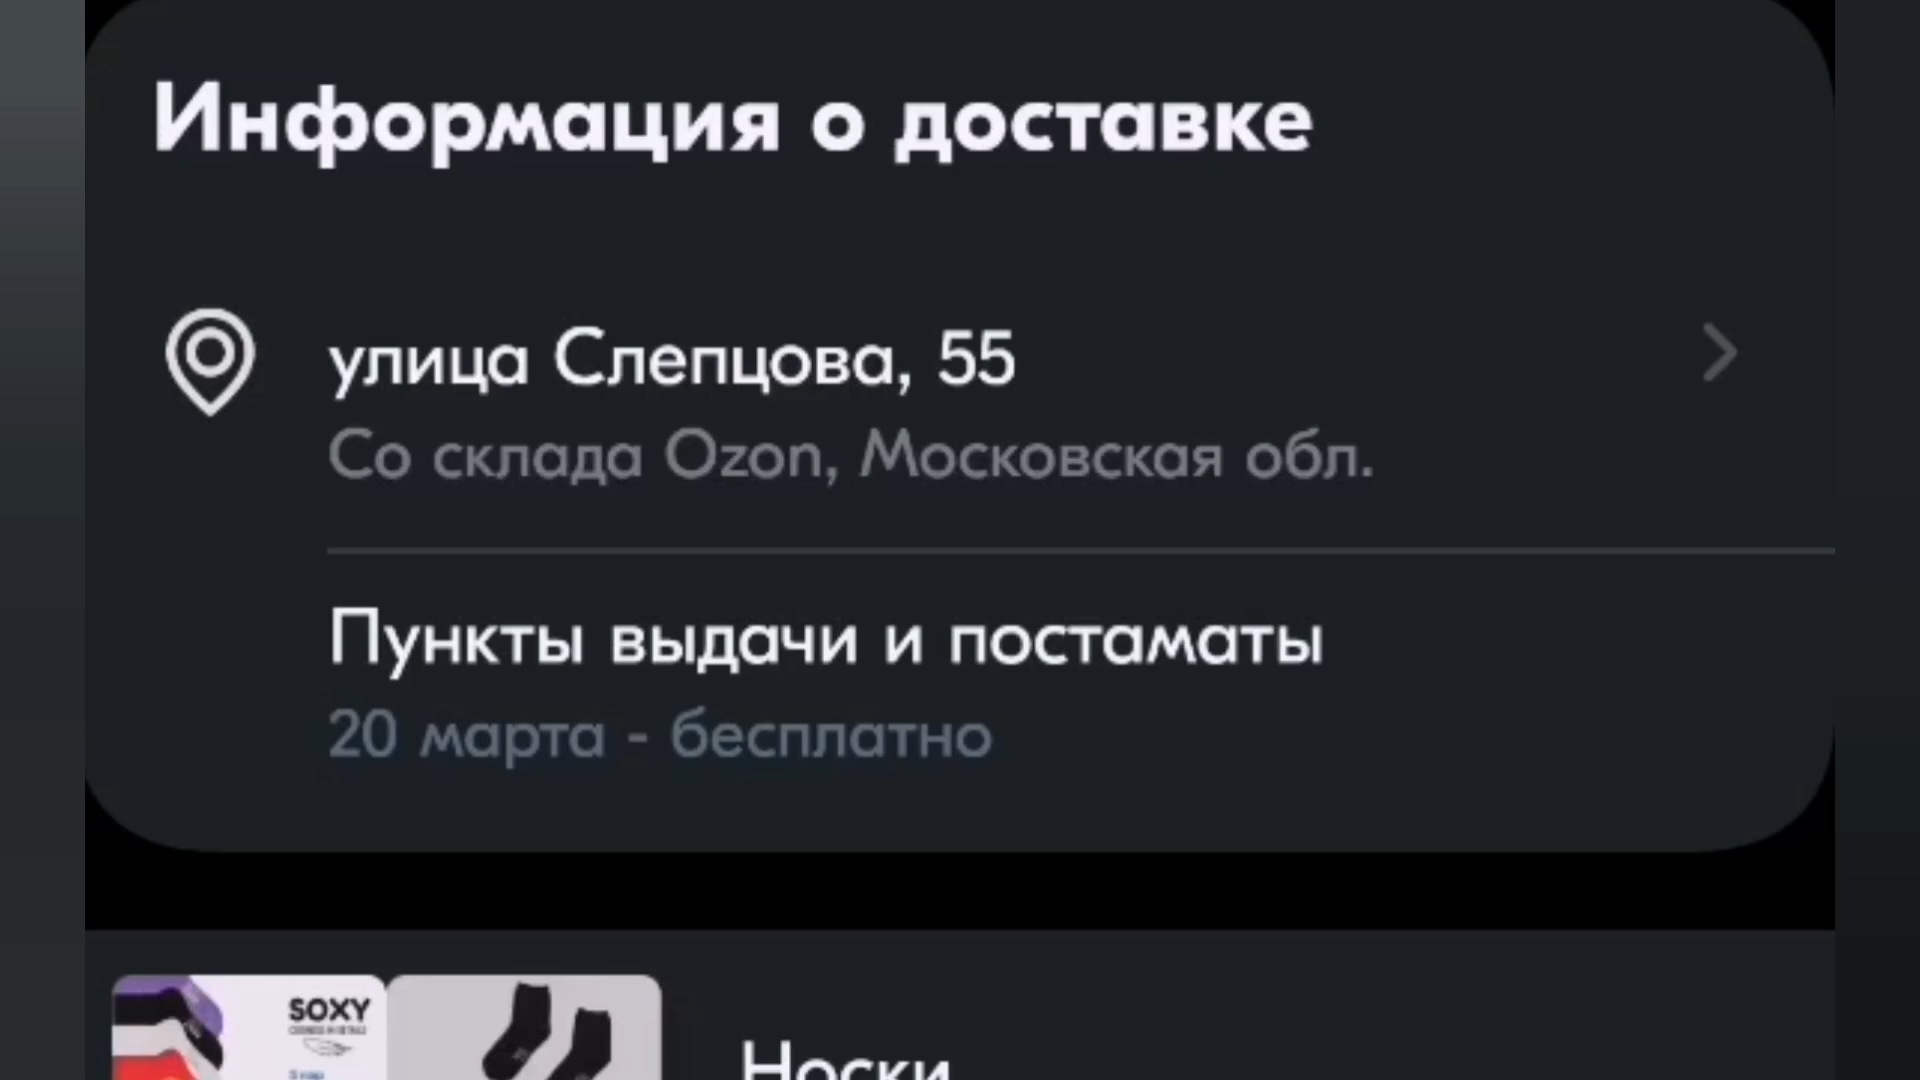 Информация о доставке
улица Слепцова, 55
Со склада Ozon, Московская обл.
Пункты выдачи и постаматы
20 марта - бесплатно
SOXY
Носки